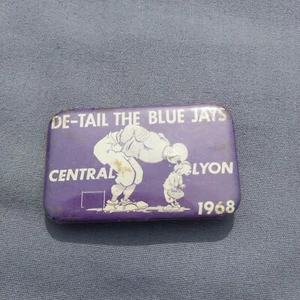 DE-TAIL THE BLUE JAYS
CENTRAL LYON
1968